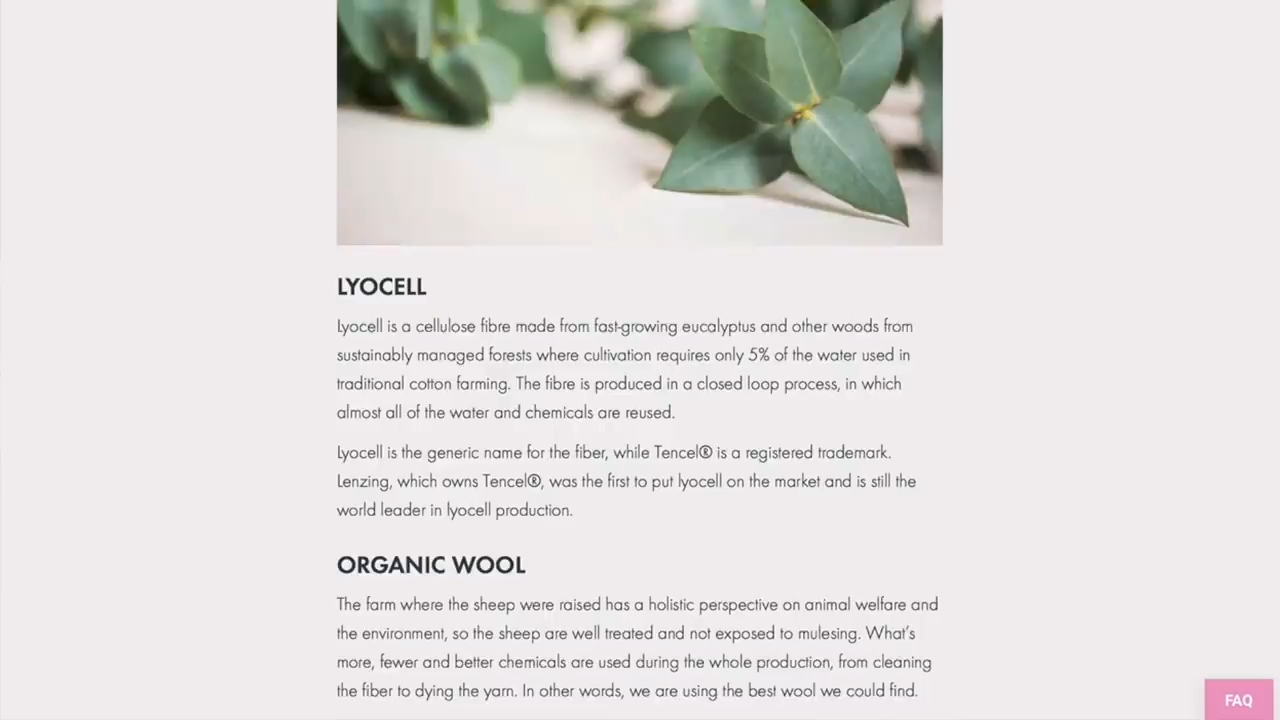 LYOCELL
Lyocell is a cellulose fibre made from fast-growing eucalyptus and other woods from
sustainably managed forests where cultivation requires only 5% of the water used in
traditional cotton farming. The fibre is produced in a closed loop process, in which
almost all of the water and chemicals are reused.
Lyocell is the generic name for the fiber, while Tencel® is a registered trademark.
Lenzing, which owns Tencel®, was the first to put lyocell on the market and is still the
world leader in lyocell production.
ORGANIC WOOL
The farm where the sheep were raised has a holistic perspective on animal welfare and
the environment, so the sheep are well treated and not exposed to mulesing. What's
more, fewer and better chemicals are used during the whole production, from cleaning
the fiber to dying the yarn. In other words, we are using the best wool we could find.
FAQ